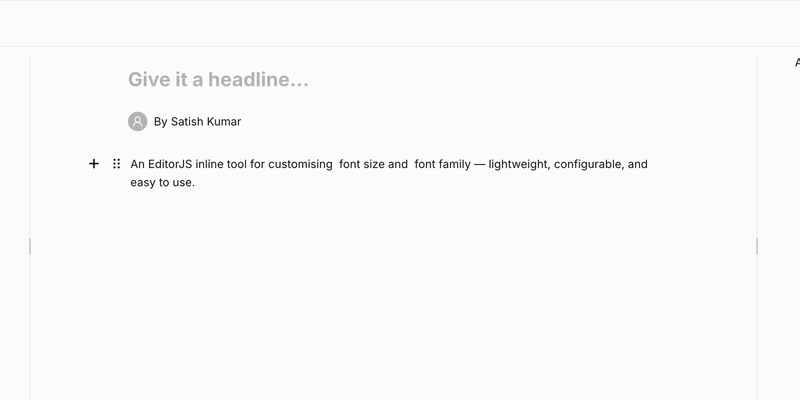 Give it a headline...
By Satish Kumar
An EditorJS inline tool for customising  font size and  font family — lightweight, configurable, and
easy to use.